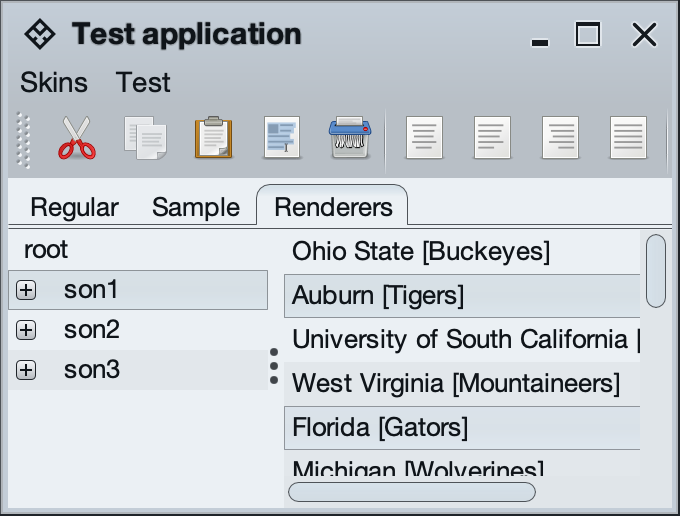 Test application
Skins Test
Regular Sample Renderers
root
son1
son2
son3
Ohio State [Buckeyes]
Auburn [Tigers]
University of South California [
West Virginia [Mountaineers]
Florida [Gators]
Michigan [Wolverines]